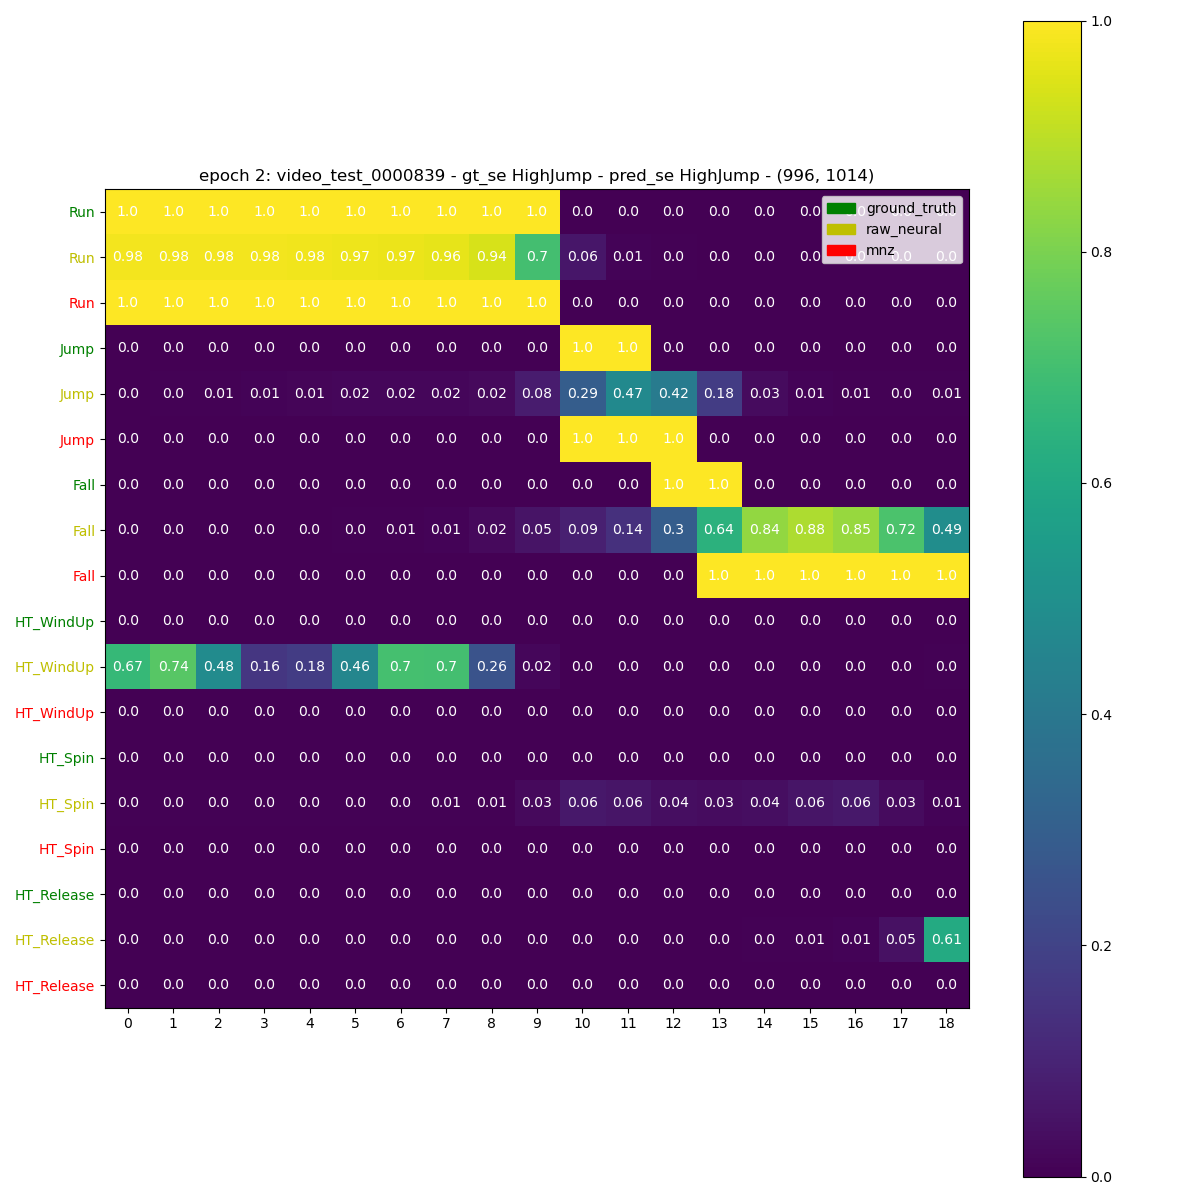 epoch 2: video_test_0000839 - gt_se HighJump - pred_se HighJump - (996, 1014)
ground_truth
raw_neural
mnz
Run 1.0 1.0 1.0 1.0 1.0 1.0 1.0 1.0 1.0 1.0 0.0 0.0 0.0 0.0 0.0 0.0 0.0 0.0 0.0
Run 0.98 0.98 0.98 0.98 0.98 0.97 0.97 0.96 0.94 0.7 0.06 0.01 0.0 0.0 0.0 0.0 0.0 0.0 0.0
Run 1.0 1.0 1.0 1.0 1.0 1.0 1.0 1.0 1.0 1.0 0.0 0.0 0.0 0.0 0.0 0.0 0.0 0.0 0.0
Jump 0.0 0.0 0.0 0.0 0.0 0.0 0.0 0.0 0.0 0.0 1.0 1.0 0.0 0.0 0.0 0.0 0.0 0.0 0.0
Jump 0.0 0.0 0.01 0.01 0.01 0.02 0.02 0.02 0.02 0.08 0.29 0.47 0.42 0.18 0.03 0.01 0.01 0.0 0.01
Jump 0.0 0.0 0.0 0.0 0.0 0.0 0.0 0.0 0.0 0.0 1.0 1.0 1.0 0.0 0.0 0.0 0.0 0.0 0.0
Fall 0.0 0.0 0.0 0.0 0.0 0.0 0.0 0.0 0.0 0.0 0.0 0.0 1.0 1.0 0.0 0.0 0.0 0.0 0.0
Fall 0.0 0.0 0.0 0.0 0.0 0.0 0.01 0.01 0.02 0.05 0.09 0.14 0.3 0.64 0.84 0.88 0.85 0.72 0.49
Fall 0.0 0.0 0.0 0.0 0.0 0.0 0.0 0.0 0.0 0.0 0.0 0.0 0.0 1.0 1.0 1.0 1.0 1.0 1.0
HT_WindUp 0.0 0.0 0.0 0.0 0.0 0.0 0.0 0.0 0.0 0.0 0.0 0.0 0.0 0.0 0.0 0.0 0.0 0.0 0.0
HT_WindUp 0.67 0.74 0.48 0.16 0.18 0.46 0.7 0.7 0.26 0.02 0.0 0.0 0.0 0.0 0.0 0.0 0.0 0.0 0.0
HT_WindUp 0.0 0.0 0.0 0.0 0.0 0.0 0.0 0.0 0.0 0.0 0.0 0.0 0.0 0.0 0.0 0.0 0.0 0.0 0.0
HT_Spin 0.0 0.0 0.0 0.0 0.0 0.0 0.0 0.0 0.0 0.0 0.0 0.0 0.0 0.0 0.0 0.0 0.0 0.0 0.0
HT_Spin 0.0 0.0 0.0 0.0 0.0 0.0 0.0 0.01 0.01 0.03 0.06 0.06 0.04 0.03 0.04 0.06 0.06 0.03 0.01
HT_Spin 0.0 0.0 0.0 0.0 0.0 0.0 0.0 0.0 0.0 0.0 0.0 0.0 0.0 0.0 0.0 0.0 0.0 0.0 0.0
HT_Release 0.0 0.0 0.0 0.0 0.0 0.0 0.0 0.0 0.0 0.0 0.0 0.0 0.0 0.0 0.0 0.0 0.0 0.0 0.0
HT_Release 0.0 0.0 0.0 0.0 0.0 0.0 0.0 0.0 0.0 0.0 0.0 0.0 0.0 0.0 0.0 0.01 0.01 0.05 0.61
HT_Release 0.0 0.0 0.0 0.0 0.0 0.0 0.0 0.0 0.0 0.0 0.0 0.0 0.0 0.0 0.0 0.0 0.0 0.0 0.0
0 1 2 3 4 5 6 7 8 9 10 11 12 13 14 15 16 17 18
1.0
0.8
0.6
0.4
0.2
0.0